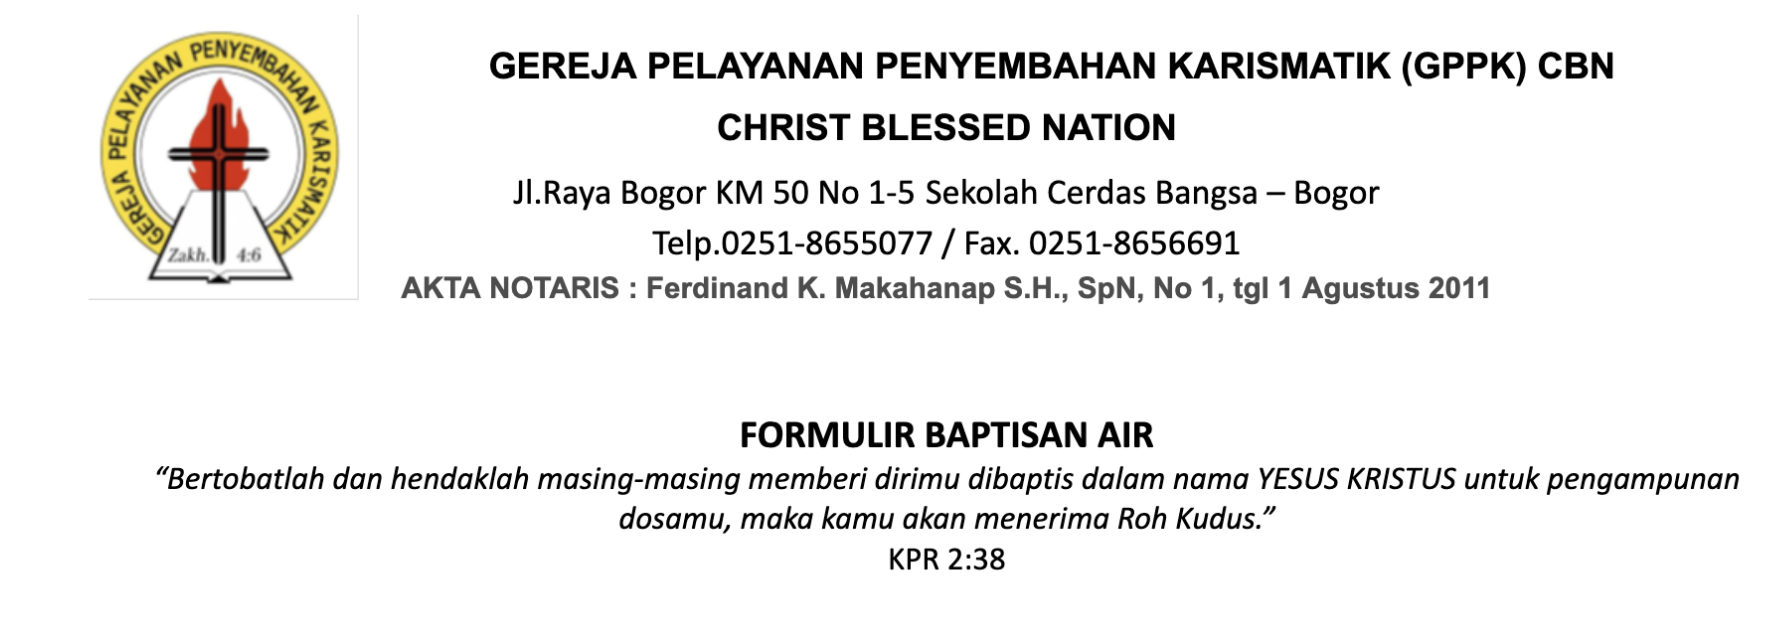 GEREJA PELAYANAN PENYEMBAHAN KARISMATIK
Zakh. 4:6
GEREJA PELAYANAN PENYEMBAHAN KARISMATIK (GPPK) CBN
CHRIST BLESSED NATION
Jl.Raya Bogor KM 50 No 1-5 Sekolah Cerdas Bangsa – Bogor
Telp.0251-8655077 / Fax. 0251-8656691
AKTA NOTARIS : Ferdinand K. Makahanap S.H., SpN, No 1, tgl 1 Agustus 2011
FORMULIR BAPTISAN AIR
“Bertobatlah dan hendaklah masing-masing memberi dirimu dibaptis dalam nama YESUS KRISTUS untuk pengampunan
dosamu, maka kamu akan menerima Roh Kudus.”
KPR 2:38